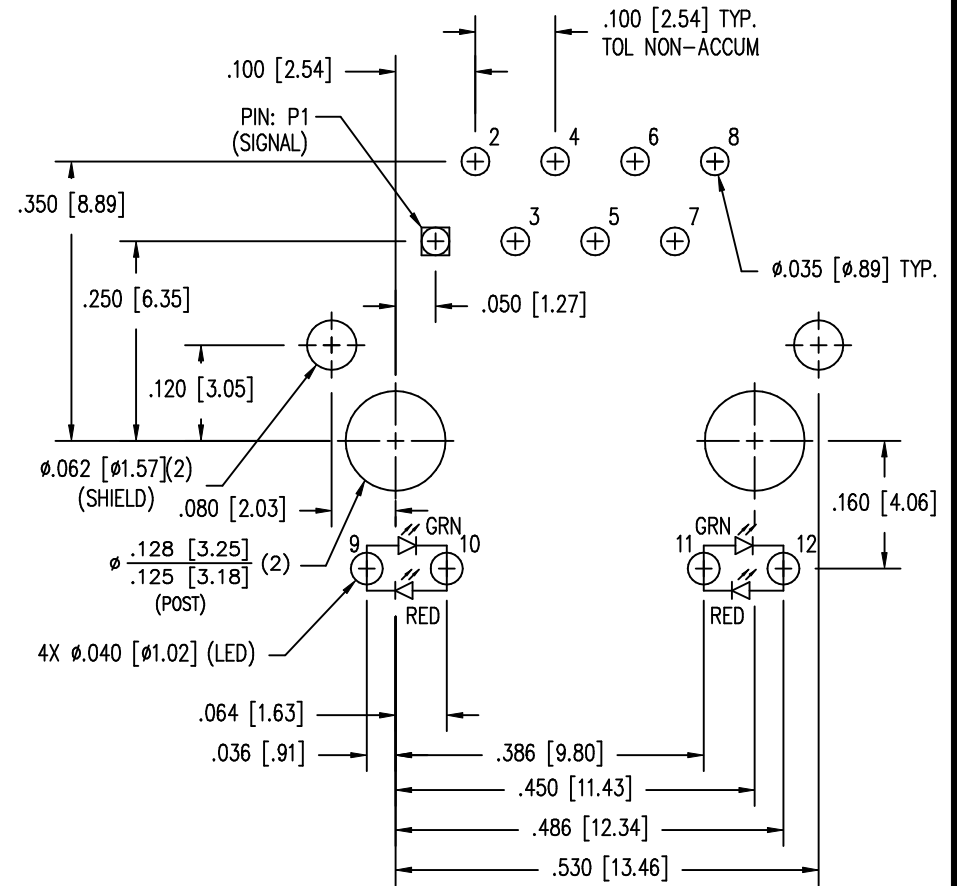 .100 [2.54] TYP.
TOL NON-ACCUM
.100 [2.54]
PIN: P1
(SIGNAL)
2
4
6
8
.350 [8.89]
3
5
7
ø.035 [ø.89] TYP.
.250 [6.35]
.050 [1.27]
.120 [3.05]
ø.062 [ø1.57](2)
(SHIELD)
.080 [2.03]
.160 [4.06]
ø .128 [3.25]
.125 [3.18] (2)
(POST)
9
GRN
10
11
GRN
12
RED
RED
4X ø.040 [ø1.02] (LED)
.064 [1.63]
.036 [.91]
.386 [9.80]
.450 [11.43]
.486 [12.34]
.530 [13.46]